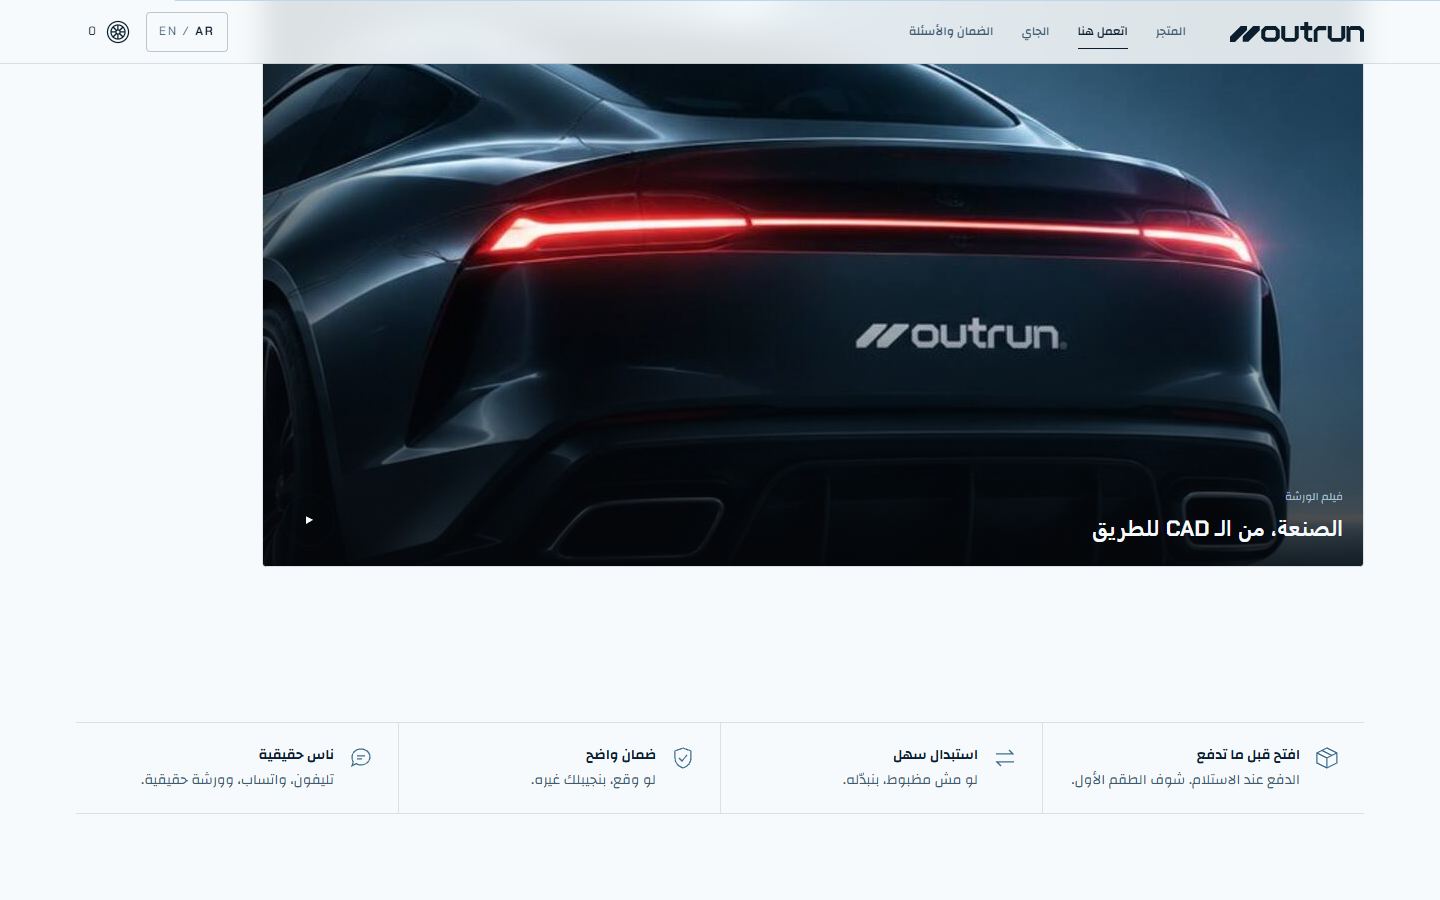 outrun
المتجر
اتعمل هنا
الجاي
الضمان والأسئلة
EN / AR
0
outrun
فيلم الورشة
الصنعة، من الـ CAD للطريق
افتح قبل ما تدفع
الدفع عند الاستلام. شوف الطقم الأول.
استبدال سهل
لو مش مظبوط، بنبدّله.
ضمان واضح
لو وقع، بنجيبلك غيره.
ناس حقيقية
تليفون، واتساب، وورشة حقيقية.